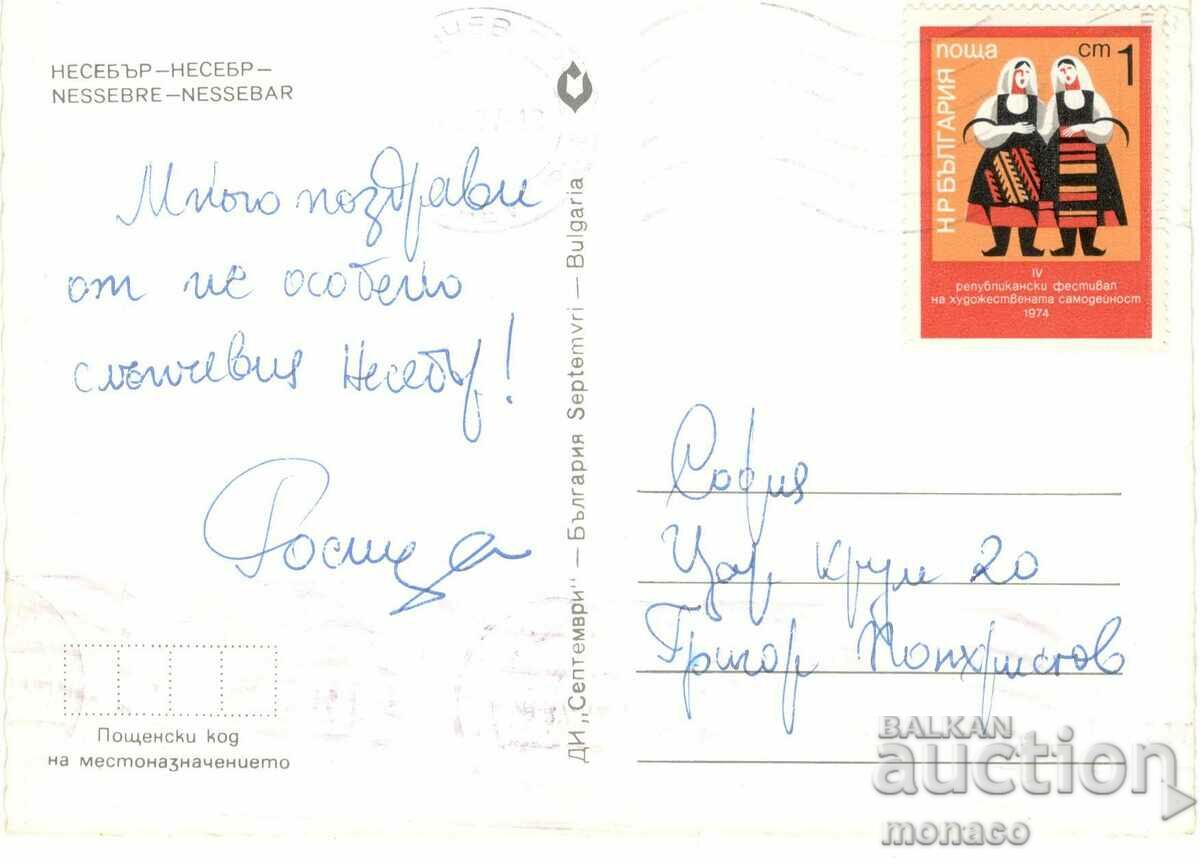 НЕСЕБЪР—НЕСЕБР—
NESSEBRE—NESSEBAR
Много поздрави
от не особено
слънчевия Несебър!
Росица
Пощенски код
на местоназначението
ДИ „Септември" — България Septemvri — Bulgaria
поща
ст 1
НР БЪЛГАРИЯ
IV
републикански фестивал
на художествената самодейност
1974
София
Цар Крум 20
Григор Попхристов
BALKAN
auction
monaco